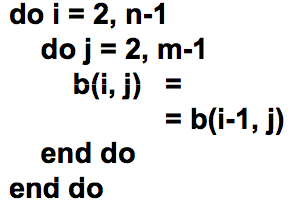 do i = 2, n-1
do j = 2, m-1
b(i, j) =
= b(i-1, j)
end do
end do